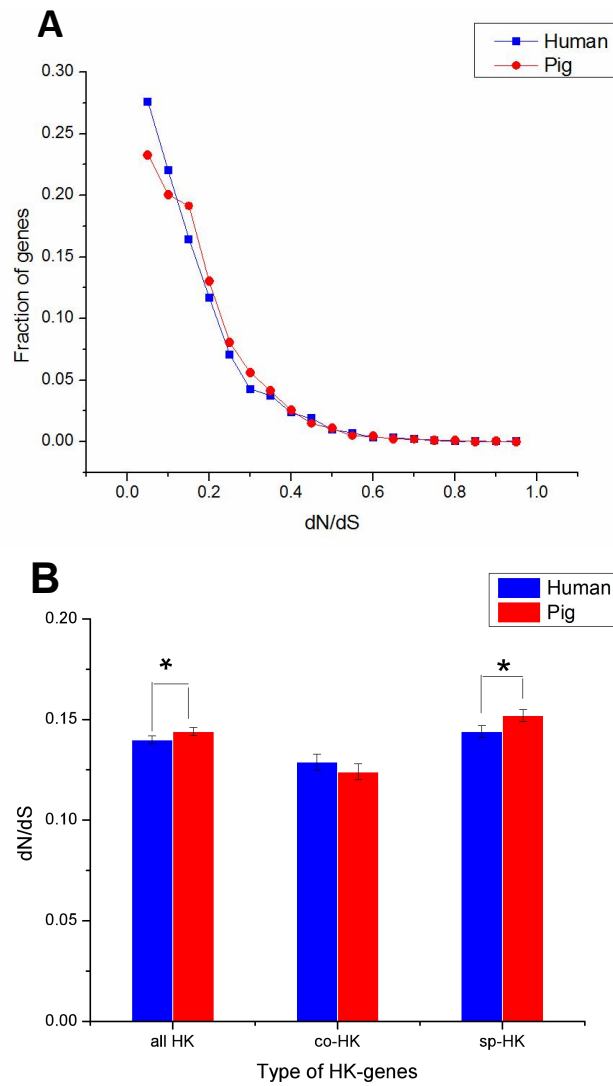 A
Human
Pig
0.30
0.25
0.20
0.15
0.10
0.05
0.00
Fraction of genes
0.0 0.2 0.4 0.6 0.8 1.0
dN/dS
B
Human
Pig
0.20
0.15
0.10
0.05
0.00
dN/dS
* *
all HK co-HK sp-HK
Type of HK-genes